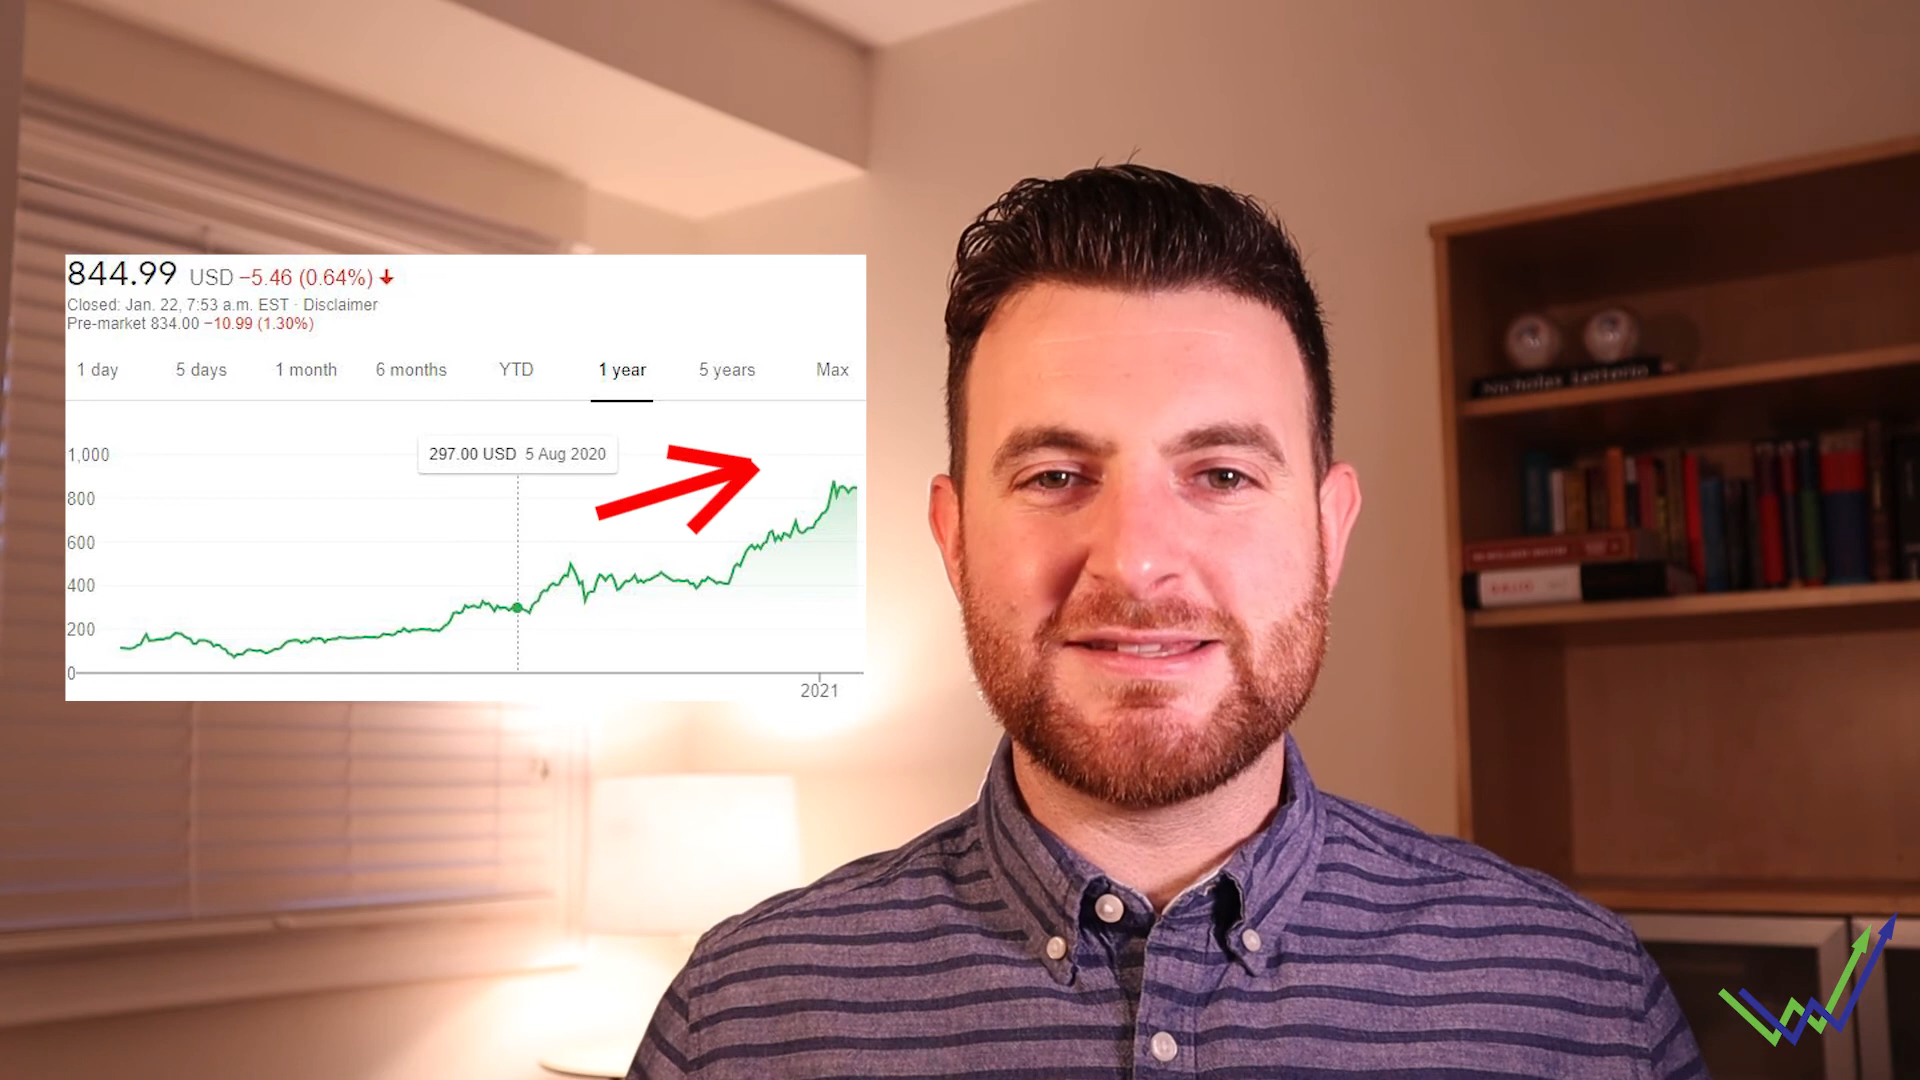 844.99 USD −5.46 (0.64%)
Closed: Jan. 22, 7:53 a.m. EST · Disclaimer
Pre-market 834.00 −10.99 (1.30%)
1 day 5 days 1 month 6 months YTD 1 year 5 years Max
297.00 USD 5 Aug 2020
1,000
800
600
400
200
0
2021
Nicholas Lotterio